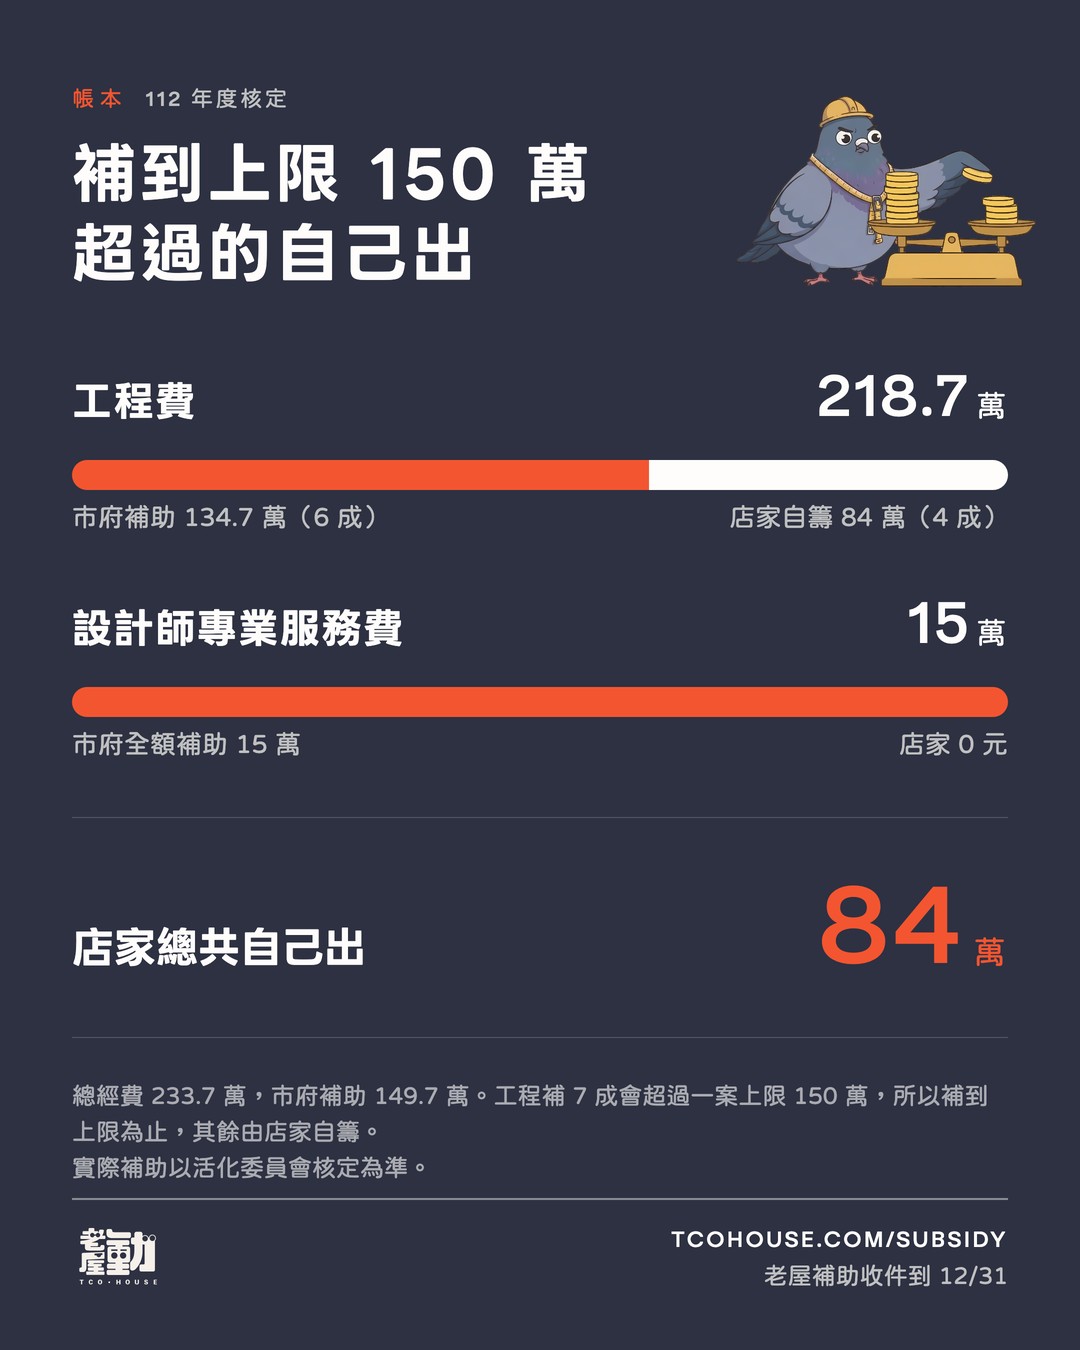 帳本 112 年度核定
補到上限 150 萬
超過的自己出
工程費 218.7 萬
市府補助 134.7 萬（6 成） 店家自籌 84 萬（4 成）
設計師專業服務費 15 萬
市府全額補助 15 萬 店家 0 元
店家總共自己出 84 萬
總經費 233.7 萬，市府補助 149.7 萬。工程補 7 成會超過一案上限 150 萬，所以補到
上限為止，其餘由店家自籌。
實際補助以活化委員會核定為準。
老屋動
TCO·HOUSE
TCOHOUSE.COM/SUBSIDY
老屋補助收件到 12/31